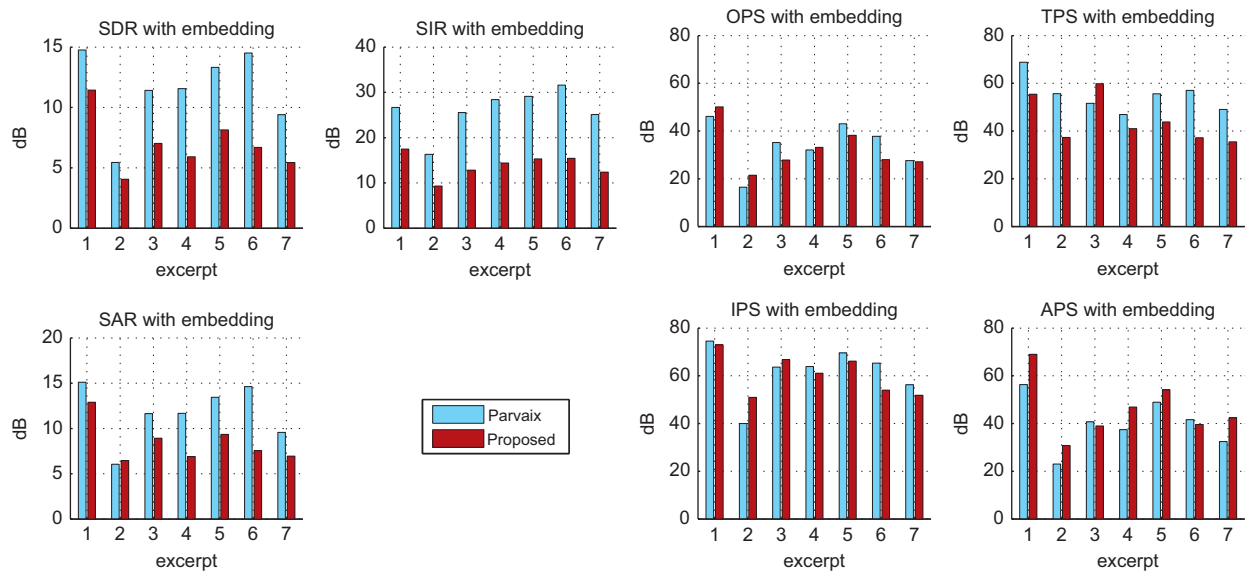 SDR with embedding
15
10
5
0
dB
1 2 3 4 5 6 7
excerpt
SIR with embedding
40
30
20
10
0
dB
1 2 3 4 5 6 7
excerpt
OPS with embedding
80
60
40
20
0
dB
1 2 3 4 5 6 7
excerpt
TPS with embedding
80
60
40
20
0
dB
1 2 3 4 5 6 7
excerpt
SAR with embedding
20
15
10
5
0
dB
1 2 3 4 5 6 7
excerpt
Parvaix
Proposed
IPS with embedding
80
60
40
20
0
dB
1 2 3 4 5 6 7
excerpt
APS with embedding
80
60
40
20
0
dB
1 2 3 4 5 6 7
excerpt